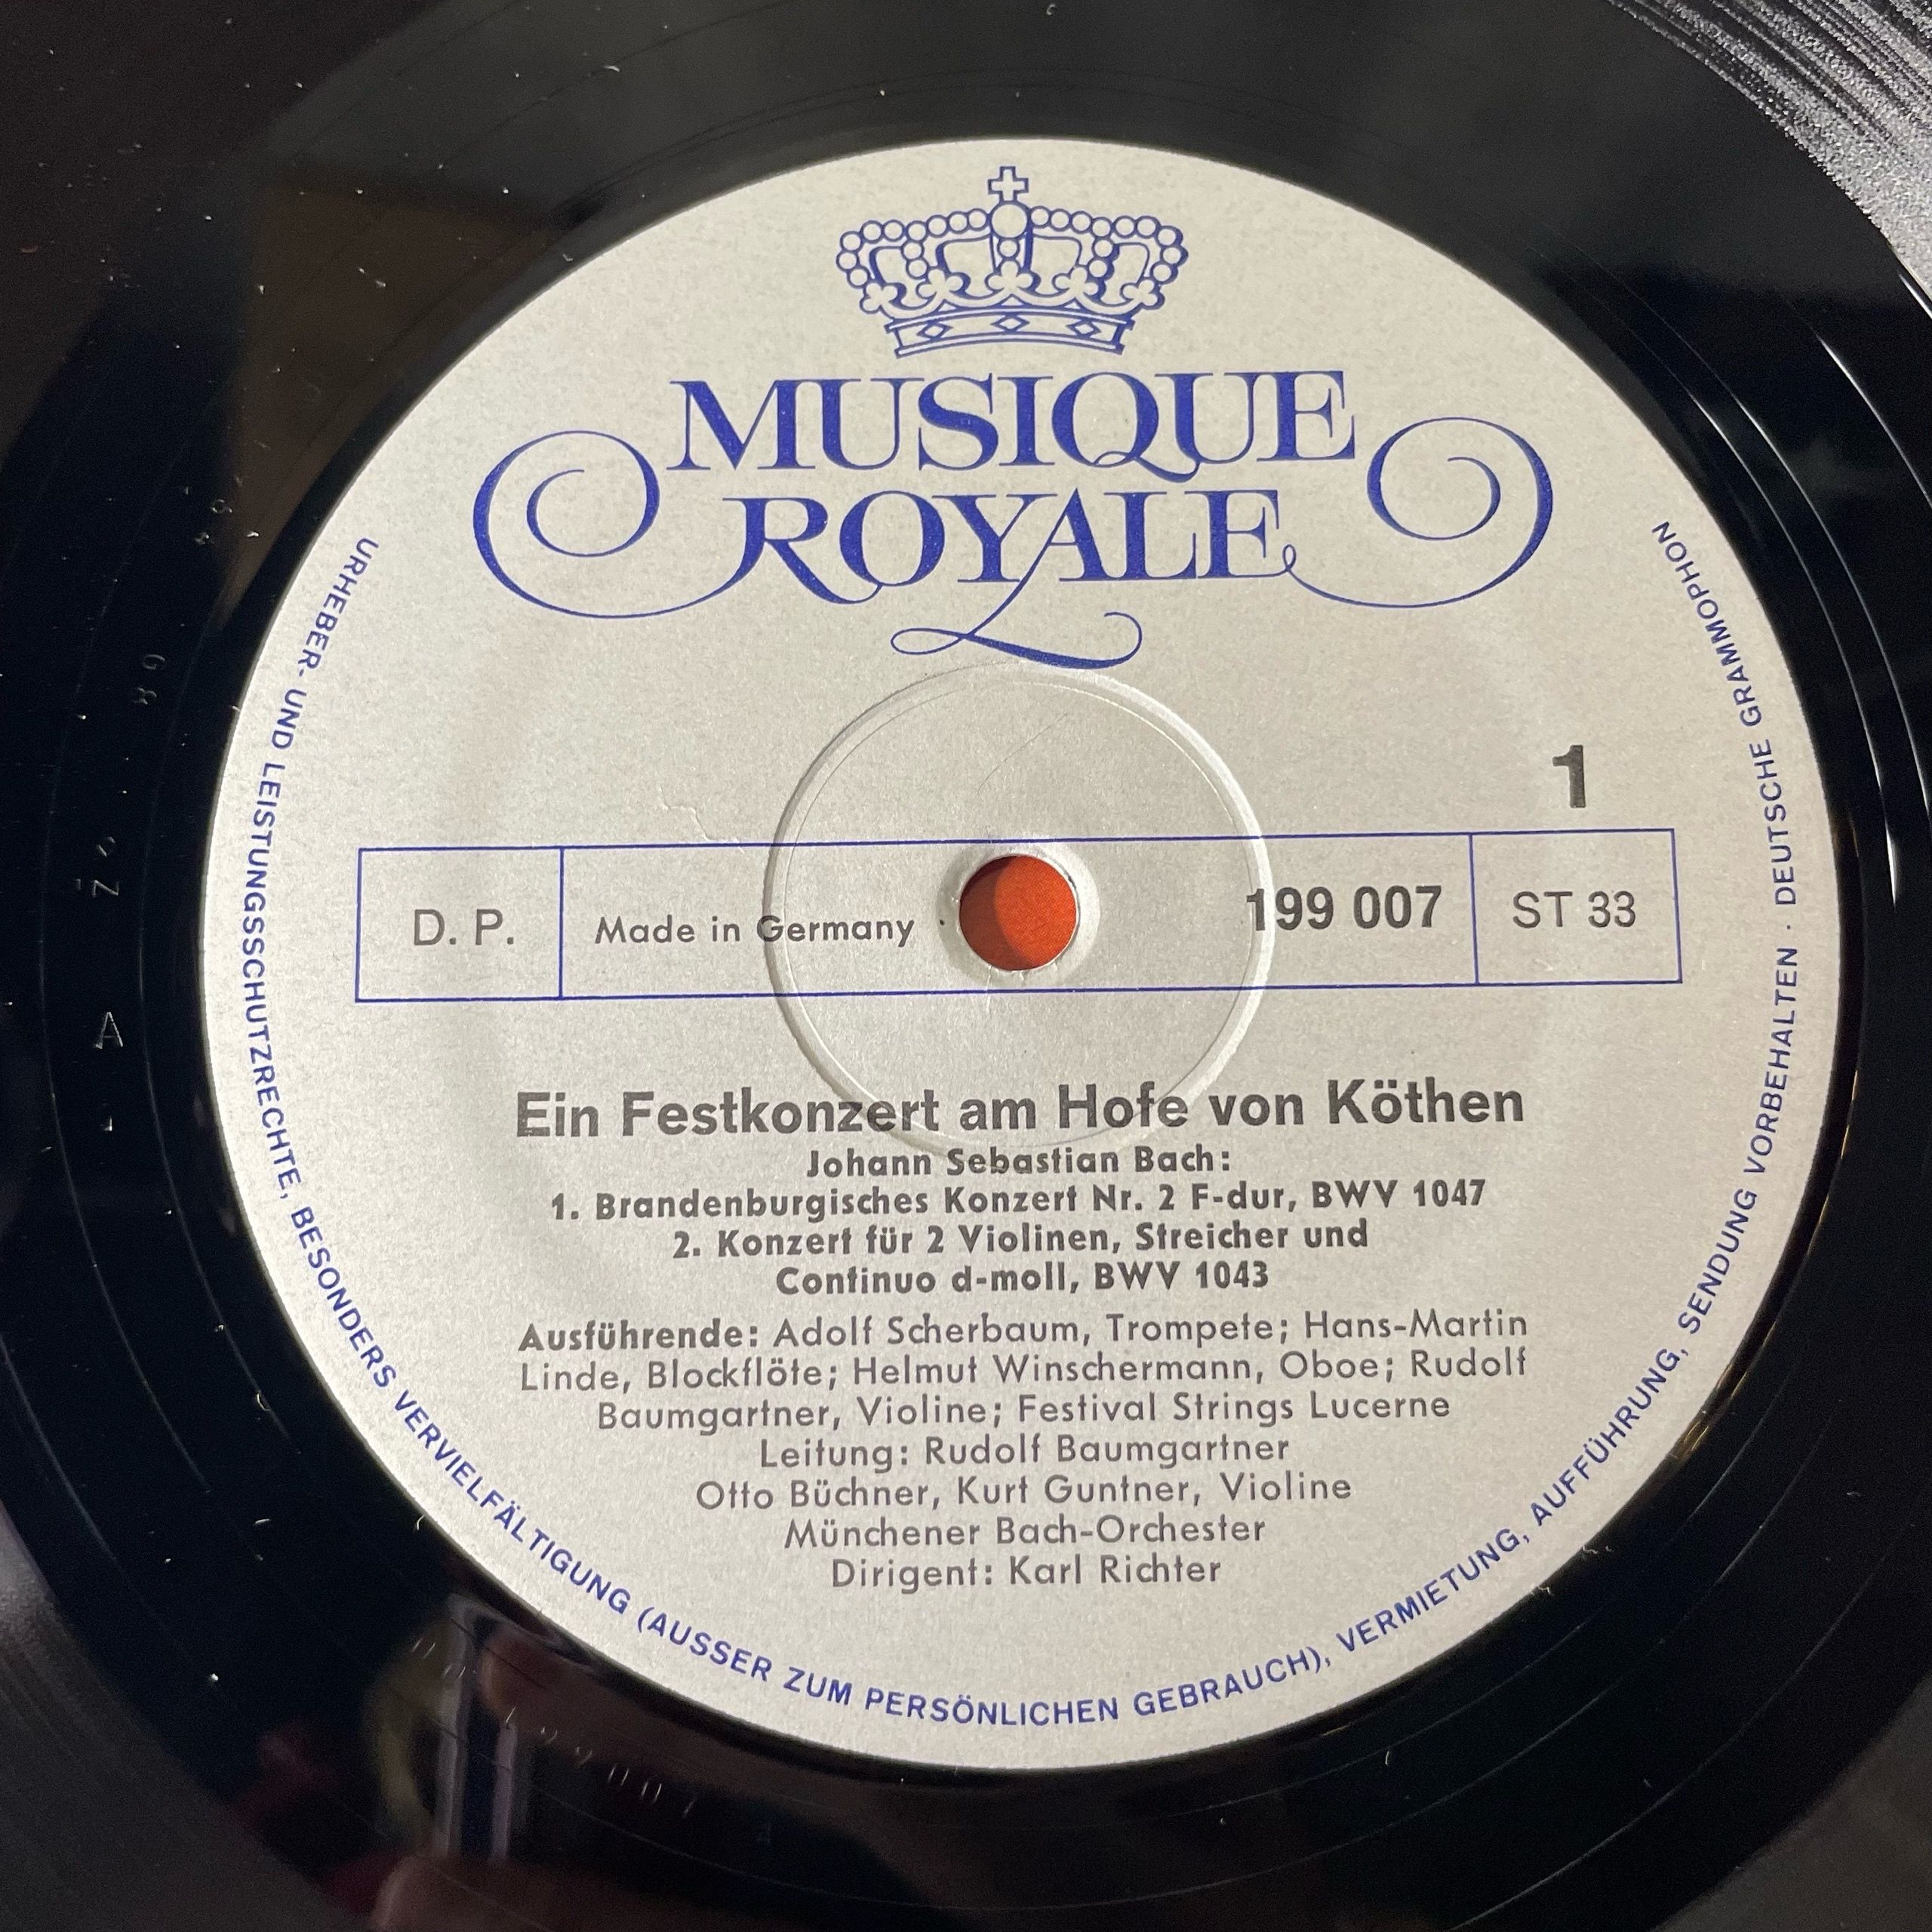 MUSIQUE
ROYALE
1
D. P.
Made in Germany
199 007
ST 33
Ein Festkonzert am Hofe von Köthen
Johann Sebastian Bach:
1. Brandenburgisches Konzert Nr. 2 F-dur, BWV 1047
2. Konzert für 2 Violinen, Streicher und
Continuo d-moll, BWV 1043
Ausführende: Adolf Scherbaum, Trompete; Hans-Martin
Linde, Blockflöte; Helmut Winschermann, Oboe; Rudolf
Baumgartner, Violine; Festival Strings Lucerne
Leitung: Rudolf Baumgartner
Otto Büchner, Kurt Guntner, Violine
Münchener Bach-Orchester
Dirigent: Karl Richter
URHEBER- UND LEISTUNGSSCHUTZRECHTE, BESONDERS VERVIELFÄLTIGUNG (AUSSER ZUM PERSÖNLICHEN GEBRAUCH), VERMIETUNG, AUFFÜHRUNG, SENDUNG VORBEHALTEN · DEUTSCHE GRAMMOPHON
A